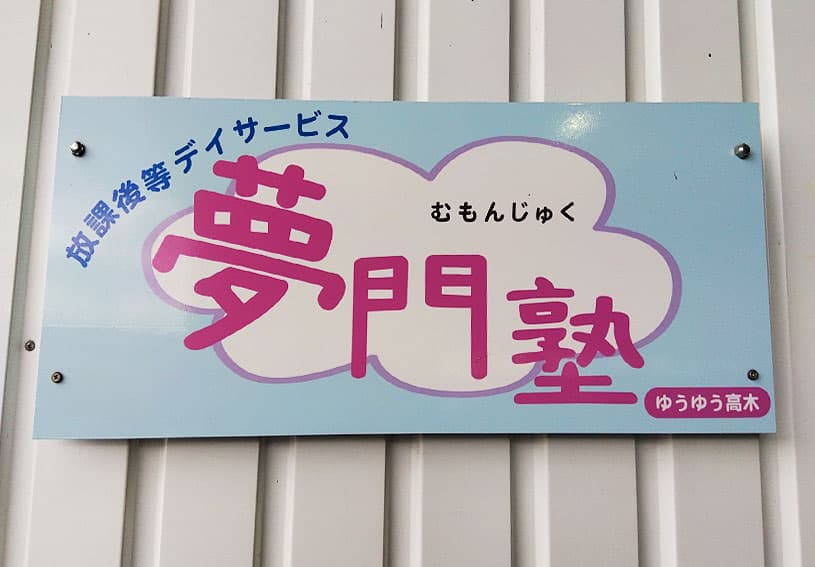 放課後等デイサービス
むもんじゅく
夢門塾
ゆうゆう高木